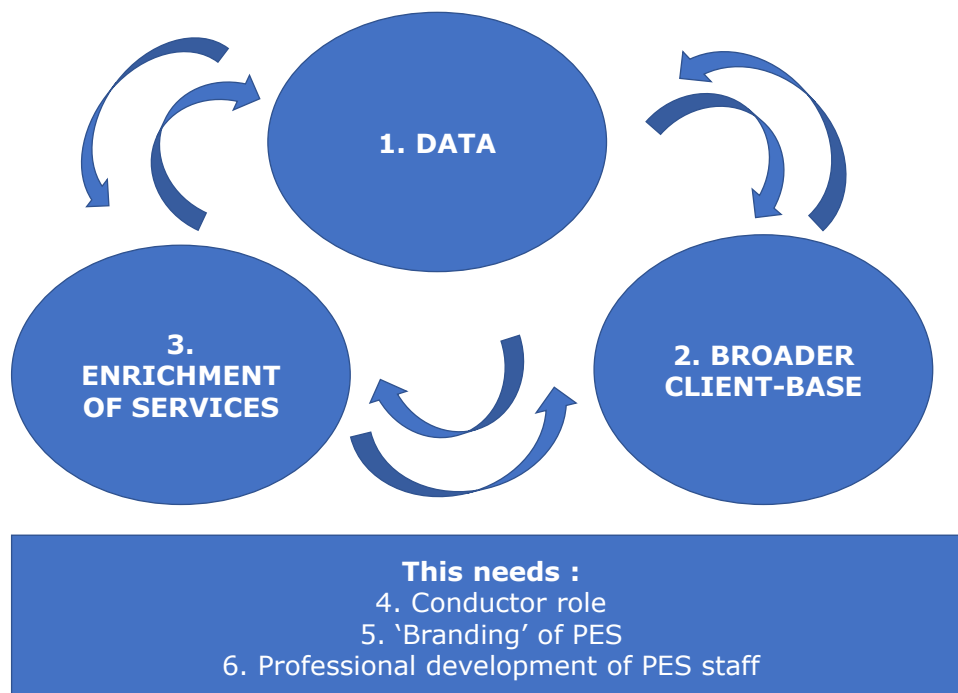 1. DATA
2. BROADER
CLIENT-BASE
3.
ENRICHMENT
OF SERVICES
This needs :
4. Conductor role
5. ‘Branding’ of PES
6. Professional development of PES staff